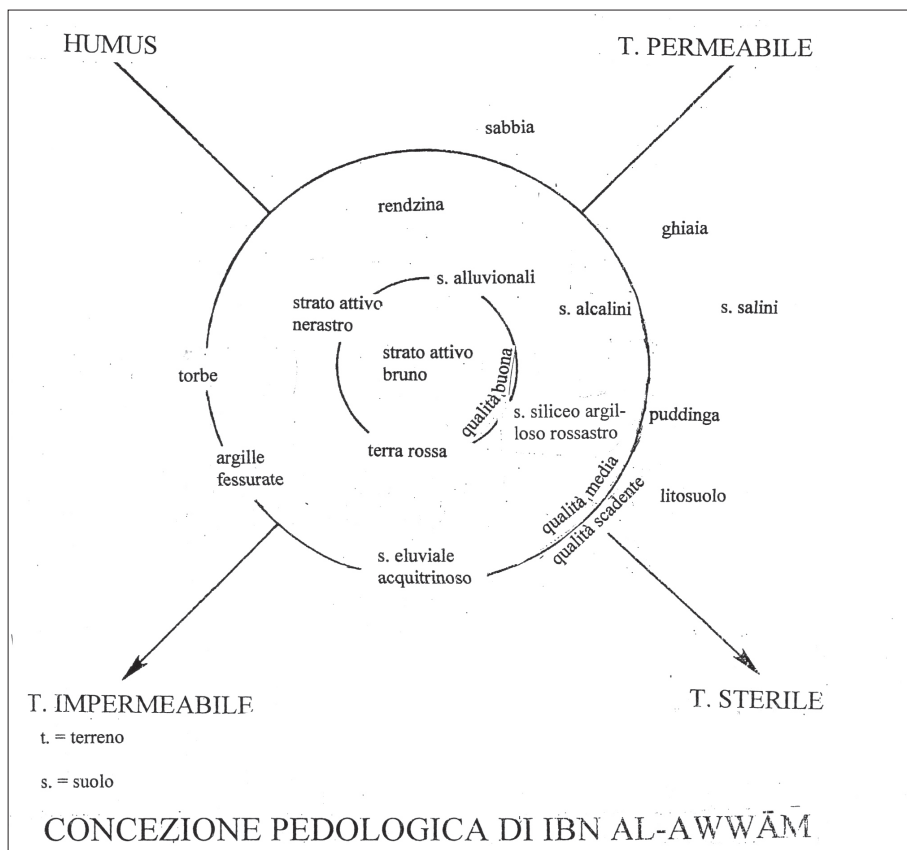 HUMUS
T. PERMEABILE
sabbia
rendzina
ghiaia
s. alluvionali
strato attivo
nerastro
s. alcalini
s. salini
strato attivo
bruno
torbe
qualità buona
s. siliceo argil-
loso rossastro
puddinga
terra rossa
argille
fessurate
qualità media
litosuolo
qualità scadente
s. eluviale
acquitrinoso
T. IMPERMEABILE
T. STERILE
t. = terreno
s. = suolo
CONCEZIONE PEDOLOGICA DI IBN AL-AWWĀM